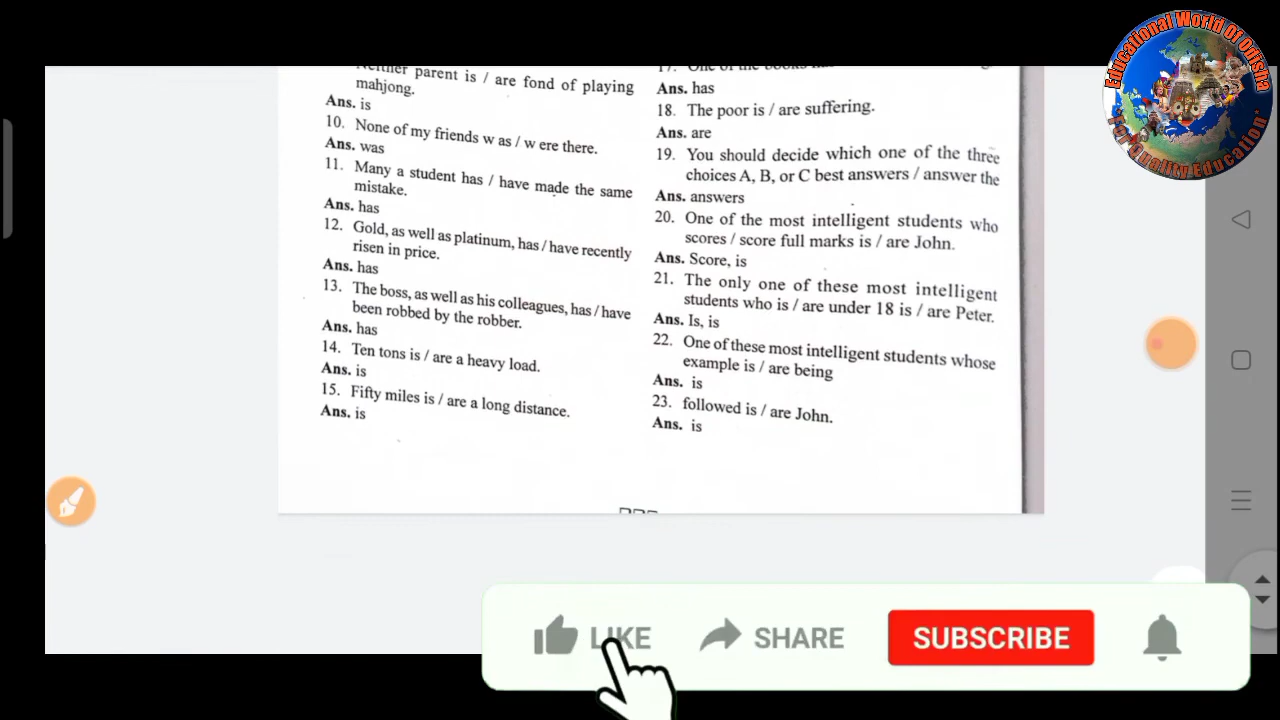 Neither parent is / are fond of playing
mahjong.
Ans. is
10. None of my friends w as / w ere there.
Ans. was
11. Many a student has / have made the same
mistake.
Ans. has
12. Gold, as well as platinum, has / have recently
risen in price.
Ans. has
13. The boss, as well as his colleagues, has / have
been robbed by the robber.
Ans. has
14. Ten tons is / are a heavy load.
Ans. is
15. Fifty miles is / are a long distance.
Ans. is
17. One of the books
Ans. has
18. The poor is / are suffering.
Ans. are
19. You should decide which one of the three
choices A, B, or C best answers / answer the
Ans. answers
20. One of the most intelligent students who
scores / score full marks is / are John.
Ans. Score, is
21. The only one of these most intelligent
students who is / are under 18 is / are Peter.
Ans. Is, is
22. One of these most intelligent students whose
example is / are being
Ans. is
23. followed is / are John.
Ans. is
Educational World Of Odisha
"For Quality Education"
LIKE
SHARE
SUBSCRIBE